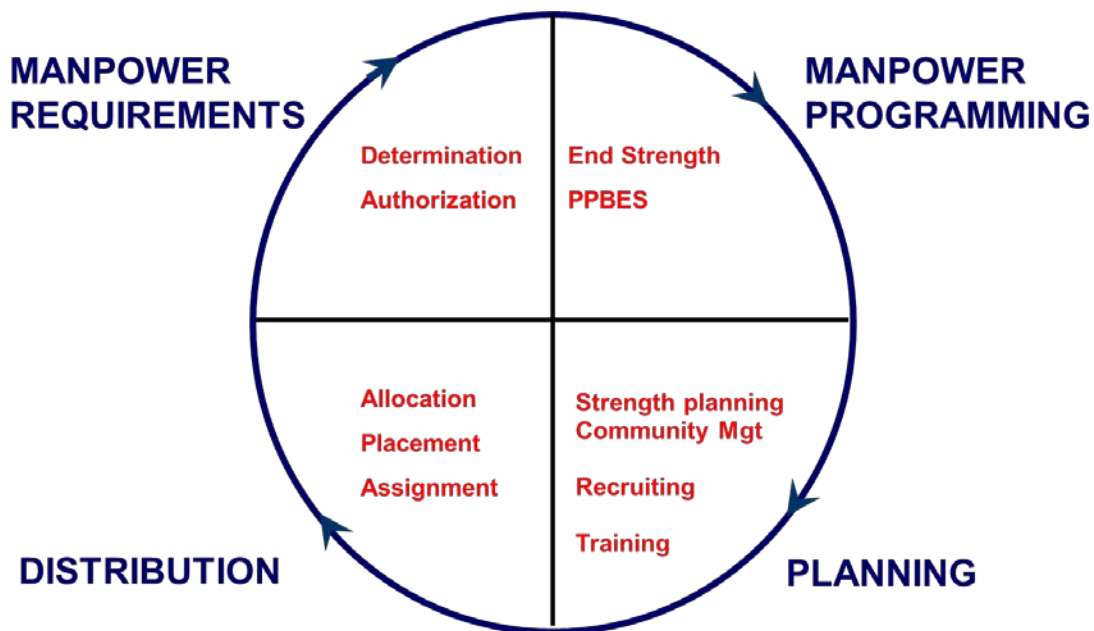 MANPOWER
REQUIREMENTS
MANPOWER
PROGRAMMING
Determination
Authorization
End Strength
PPBES
Allocation
Placement
Assignment
Strength planning
Community Mgt
Recruiting
Training
DISTRIBUTION
PLANNING